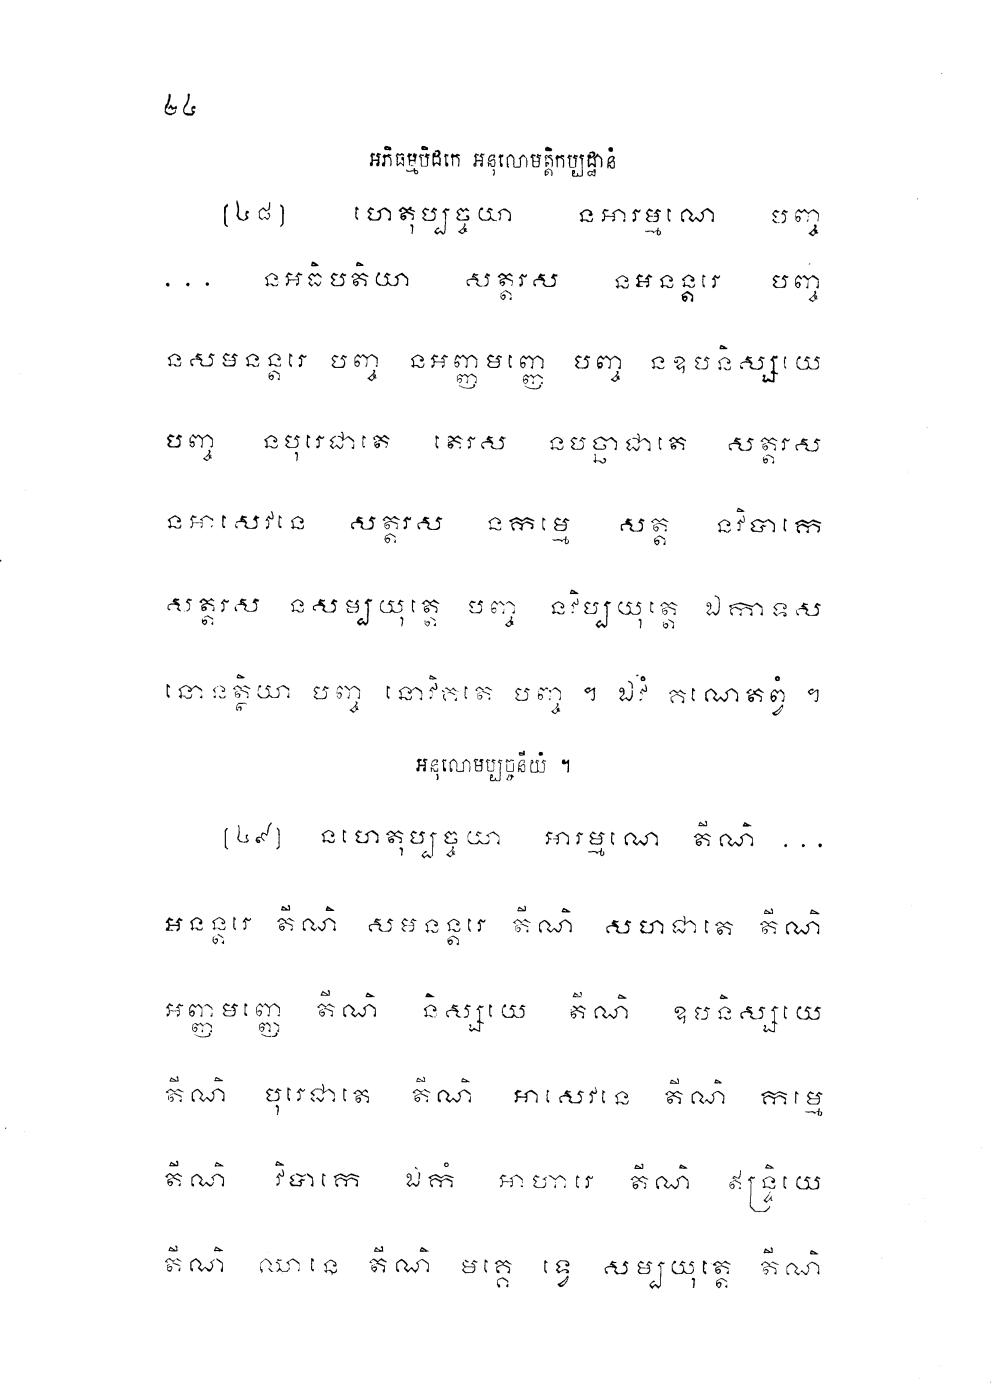 ២៤
អភិធម្មបិដកេ អនុលោមត្តិកប្បដ្ឋានំ
(៤៨) ហេតុប្បច្ចយា នអារម្មណេ បញ្ច
... នអធិបតិយា សត្តរស នអនន្តរេ បញ្ច
នសមនន្តរេ បញ្ច នអញ្ញមញ្ញេ បញ្ច នឧបនិស្សយេ
បញ្ច នបុរេជាតេ តេរស នបច្ឆាជាតេ សត្តរស
នអាសេវនេ សត្តរស នកម្មេ សត្ត នវិបាកេ
សត្តរស នសម្បយុត្តេ បញ្ច នវិប្បយុត្តេ ឯកាទស
នោនត្ថិយា បញ្ច នោវិគតេ បញ្ច ។ ឯវំ គណេតព្វំ ។
អនុលោមប្បច្ចនីយំ ។
(៤៩) នហេតុប្បច្ចយា អារម្មណេ តីណិ ...
អនន្តរេ តីណិ សមនន្តរេ តីណិ សហជាតេ តីណិ
អញ្ញមញ្ញេ តីណិ និស្សយេ តីណិ ឧបនិស្សយេ
តីណិ បុរេជាតេ តីណិ អាសេវនេ តីណិ កម្មេ
តីណិ វិបាកេ ឯកំ អាហារេ តីណិ ឥន្ទ្រិយេ
តីណិ ឈានេ តីណិ មគ្គេ ទ្វេ សម្បយុត្តេ តីណិ